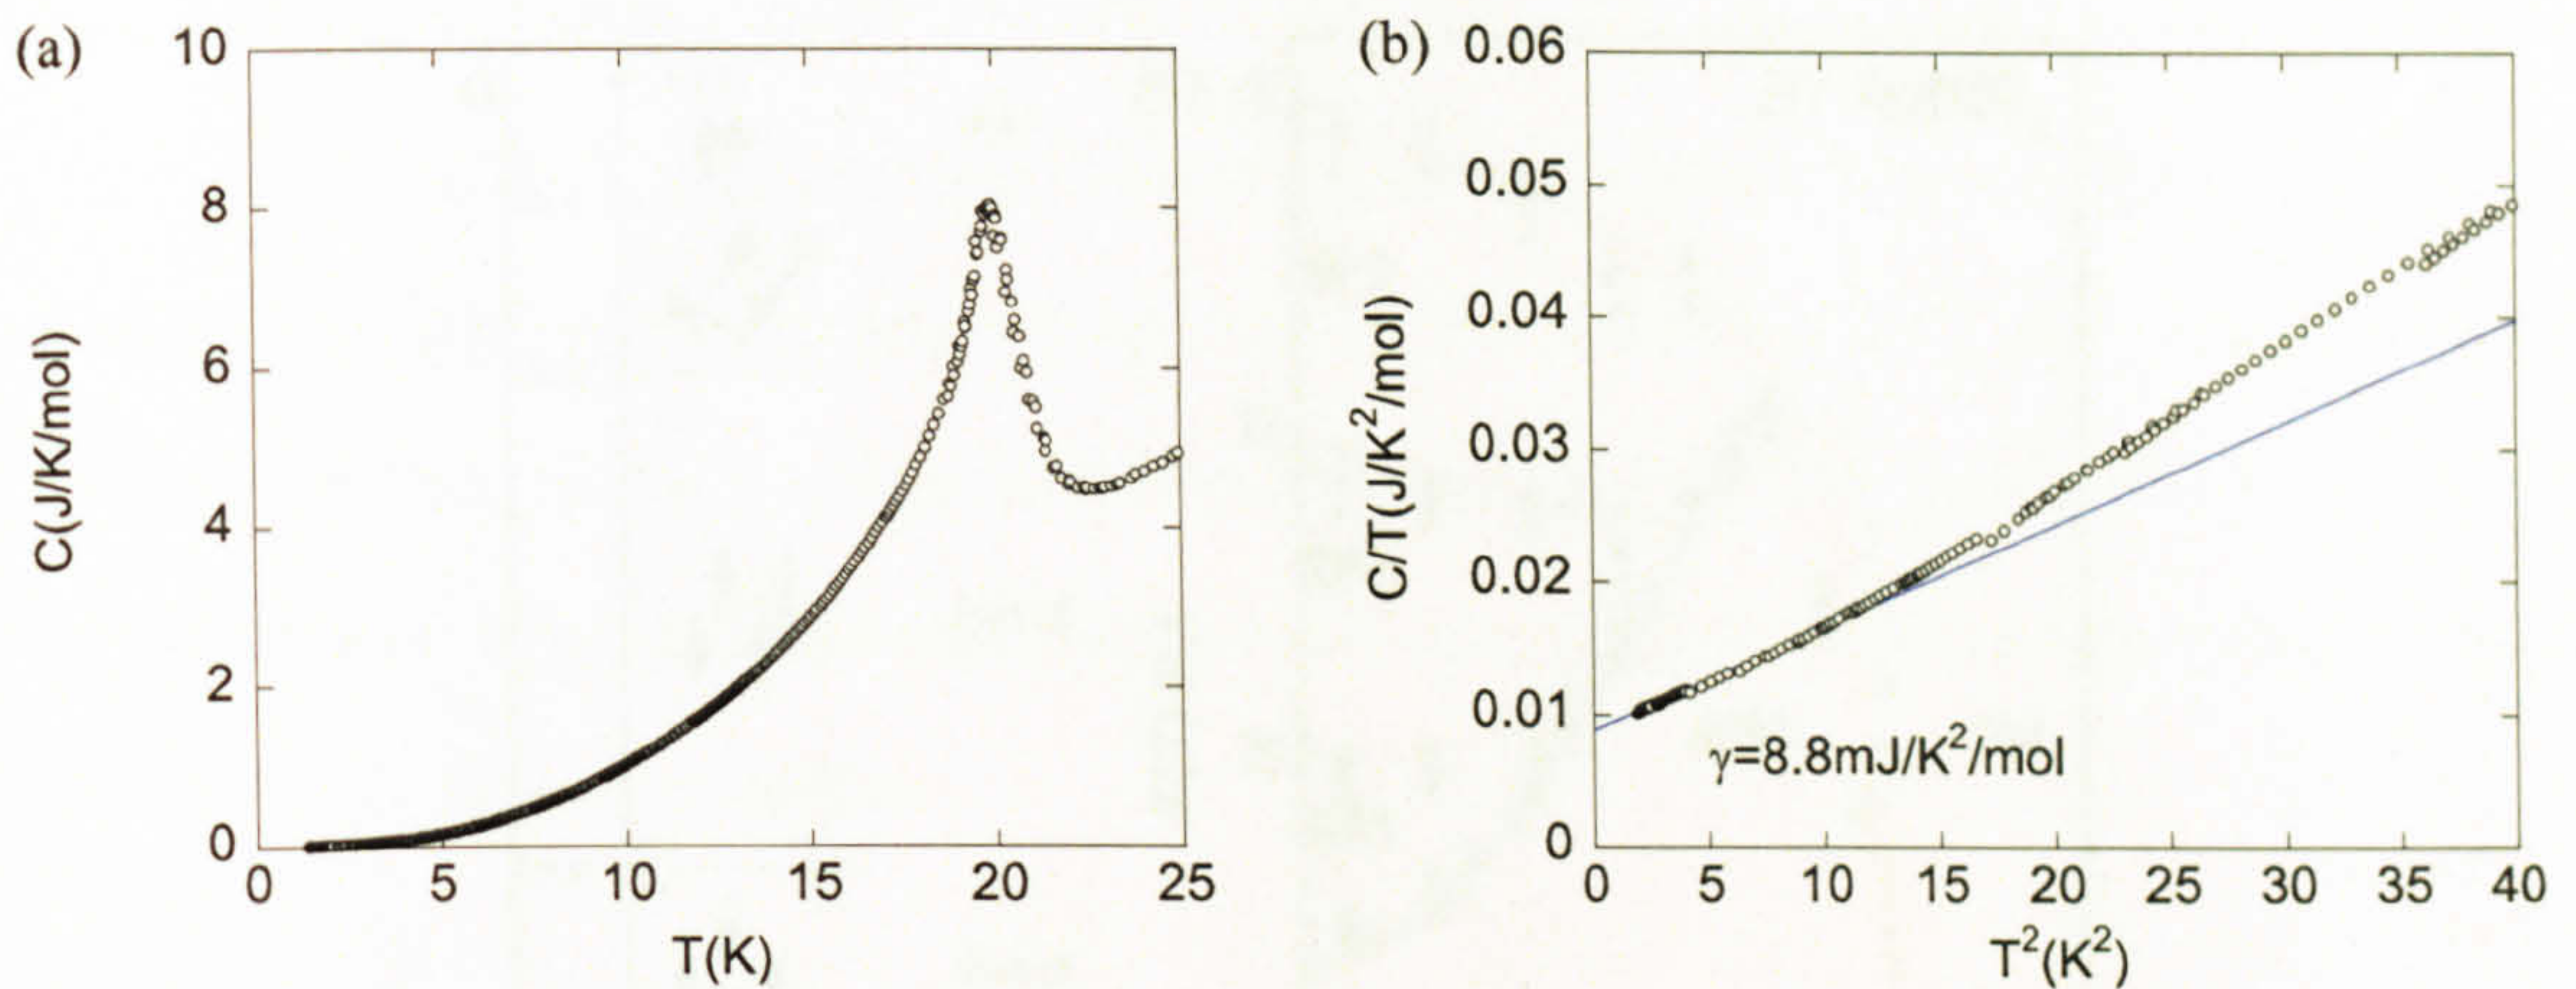 (a)
10
8
6
4
2
0
C(J/K/mol)
0 5 10 15 20 25
T(K)
(b)
0.06
0.05
0.04
0.03
0.02
0.01
0
C/T(J/K²/mol)
γ=8.8mJ/K²/mol
0 5 10 15 20 25 30 35 40
T²(K²)